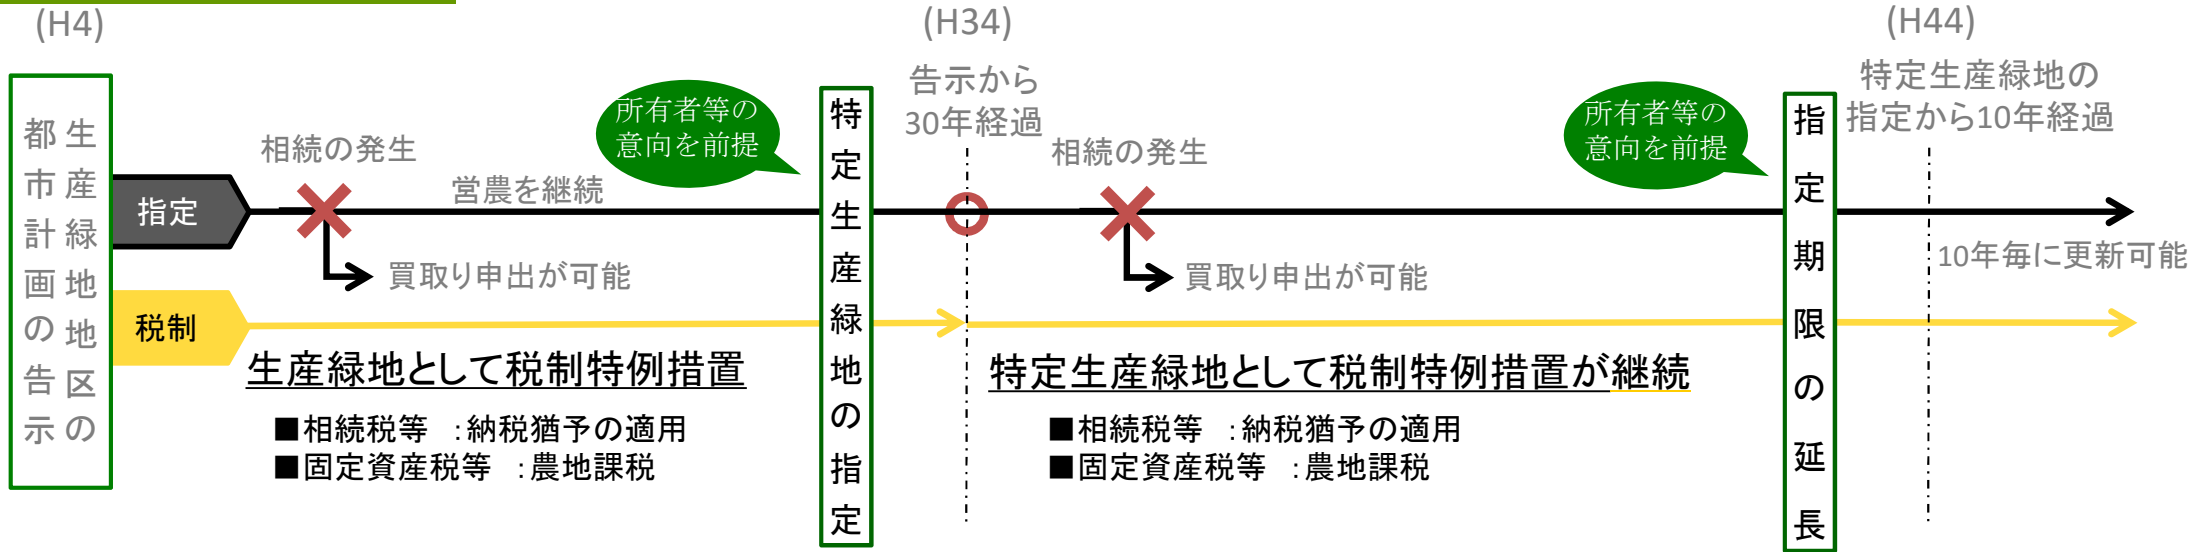 (H4)
(H34)
(H44)
生産緑地地区の
都市計画の告示
指定
税制
相続の発生
営農を継続
買取り申出が可能
生産緑地として税制特例措置
■相続税等　：納税猶予の適用
■固定資産税等　：農地課税
所有者等の
意向を前提
特定生産緑地の指定
告示から
30年経過
相続の発生
買取り申出が可能
特定生産緑地として税制特例措置が継続
■相続税等　：納税猶予の適用
■固定資産税等　：農地課税
所有者等の
意向を前提
指定期限の延長
特定生産緑地の
指定から10年経過
10年毎に更新可能